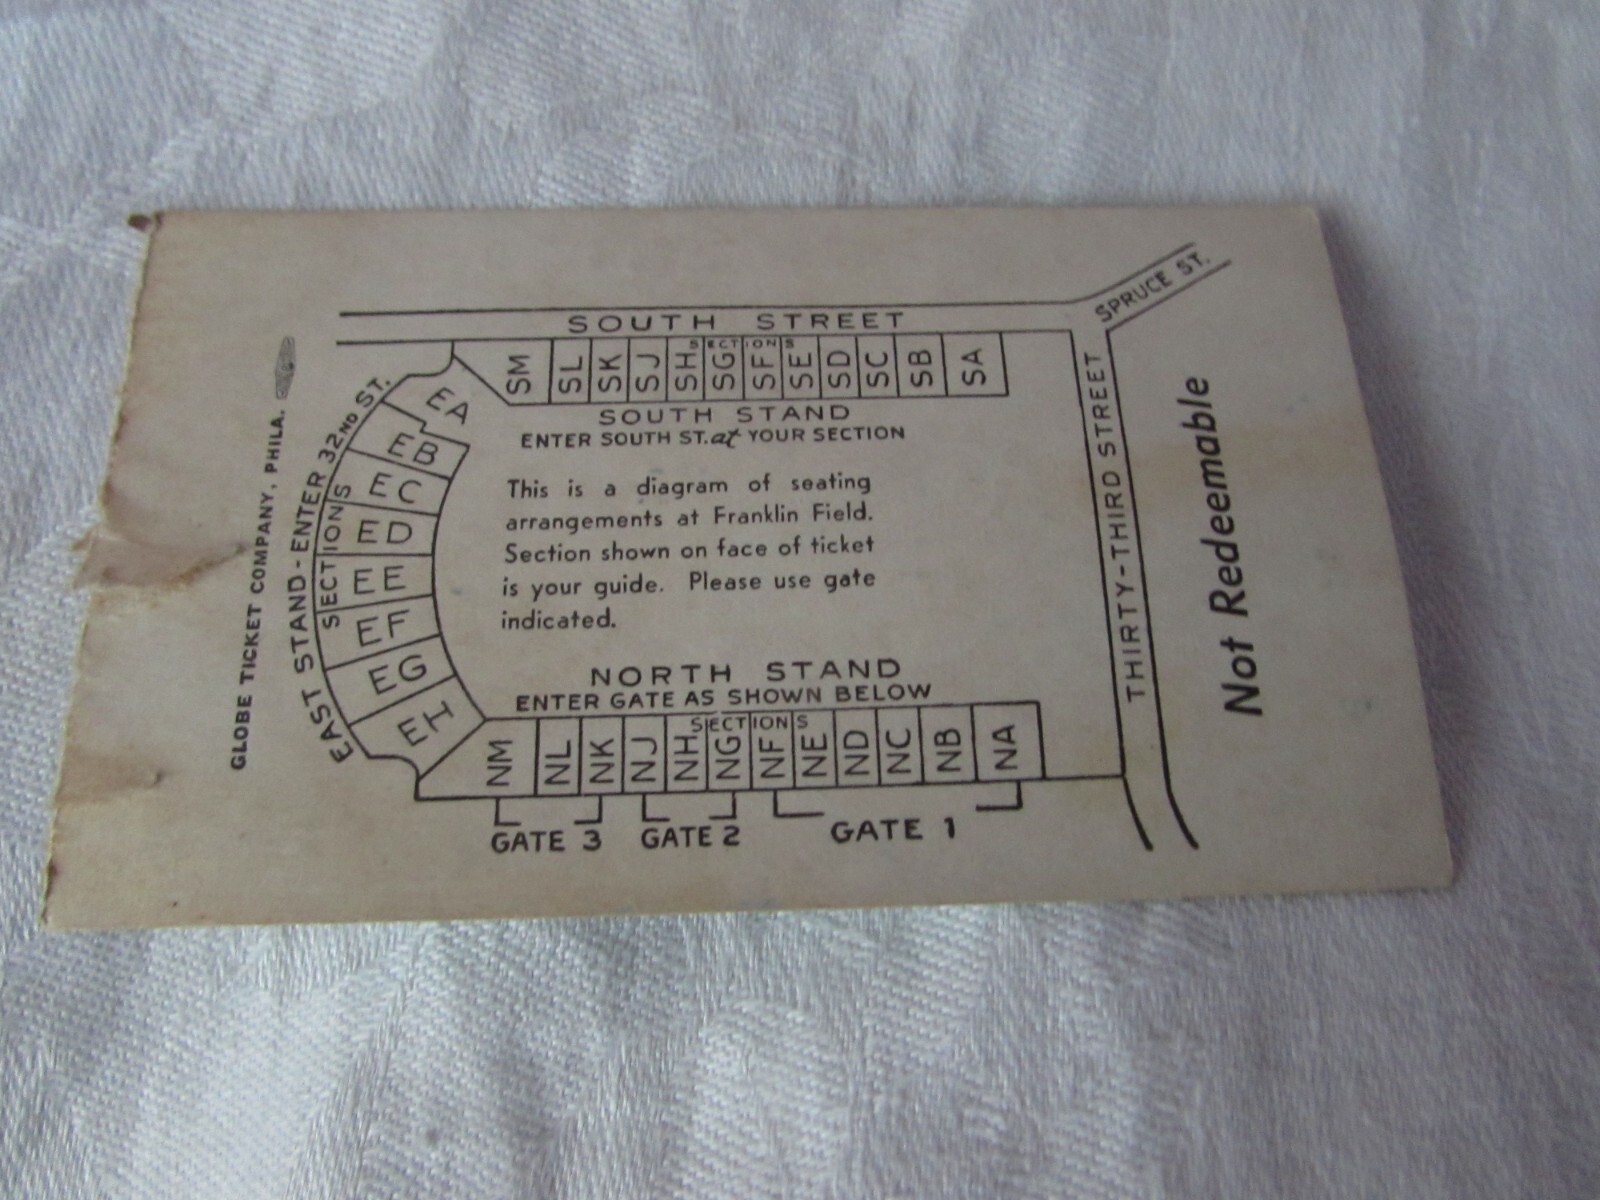 SPRUCE ST.
SOUTH STREET
SECTIONS
SM SL SK SJ SH SG SF SE SD SC SB SA
SOUTH STAND
ENTER SOUTH ST. at YOUR SECTION
THIRTY-THIRD STREET
Not Redeemable
GLOBE TICKET COMPANY, PHILA.
EAST STAND - ENTER 32ND ST.
SECTIONS
EA
EB
EC
ED
EE
EF
EG
EH
This is a diagram of seating
arrangements at Franklin Field.
Section shown on face of ticket
is your guide. Please use gate
indicated.
NORTH STAND
ENTER GATE AS SHOWN BELOW
SECTIONS
NM NL NK NJ NH NG NF NE ND NC NB NA
GATE 3 GATE 2 GATE 1